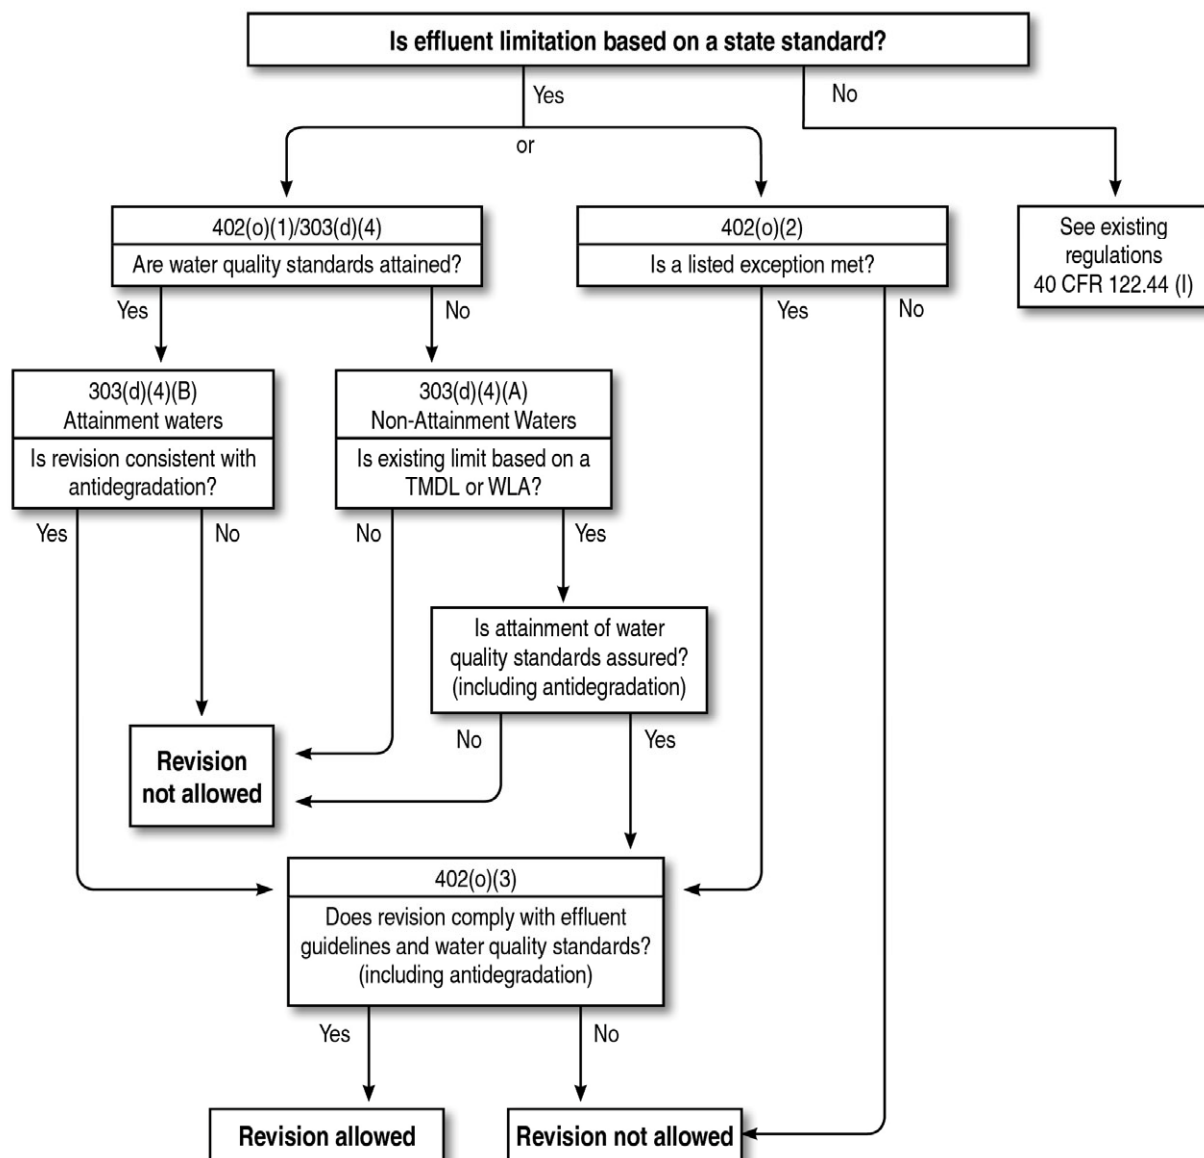 Is effluent limitation based on a state standard?
Yes
No
or
402(o)(1)/303(d)(4)
Are water quality standards attained?
402(o)(2)
Is a listed exception met?
See existing
regulations
40 CFR 122.44 (I)
Yes
No
Yes
No
303(d)(4)(B)
Attainment waters
Is revision consistent with
antidegradation?
303(d)(4)(A)
Non-Attainment Waters
Is existing limit based on a
TMDL or WLA?
Yes
No
No
Yes
Is attainment of water
quality standards assured?
(including antidegradation)
No
Yes
Revision
not allowed
402(o)(3)
Does revision comply with effluent
guidelines and water quality standards?
(including antidegradation)
Yes
No
Revision allowed
Revision not allowed